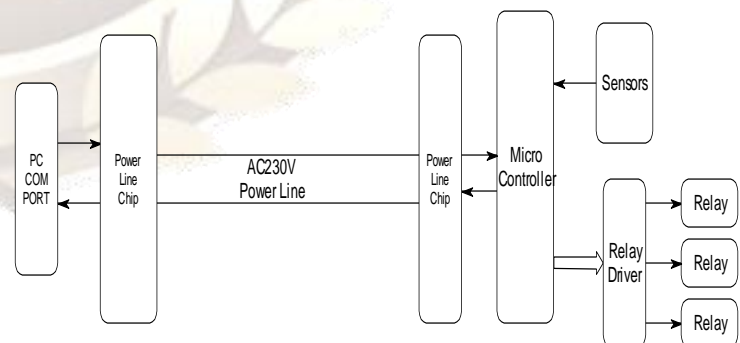 PC
COM
PORT
Power
Line
Chip
AC230V
Power Line
Power
Line
Chip
Micro
Controller
Sensors
Relay
Driver
Relay
Relay
Relay